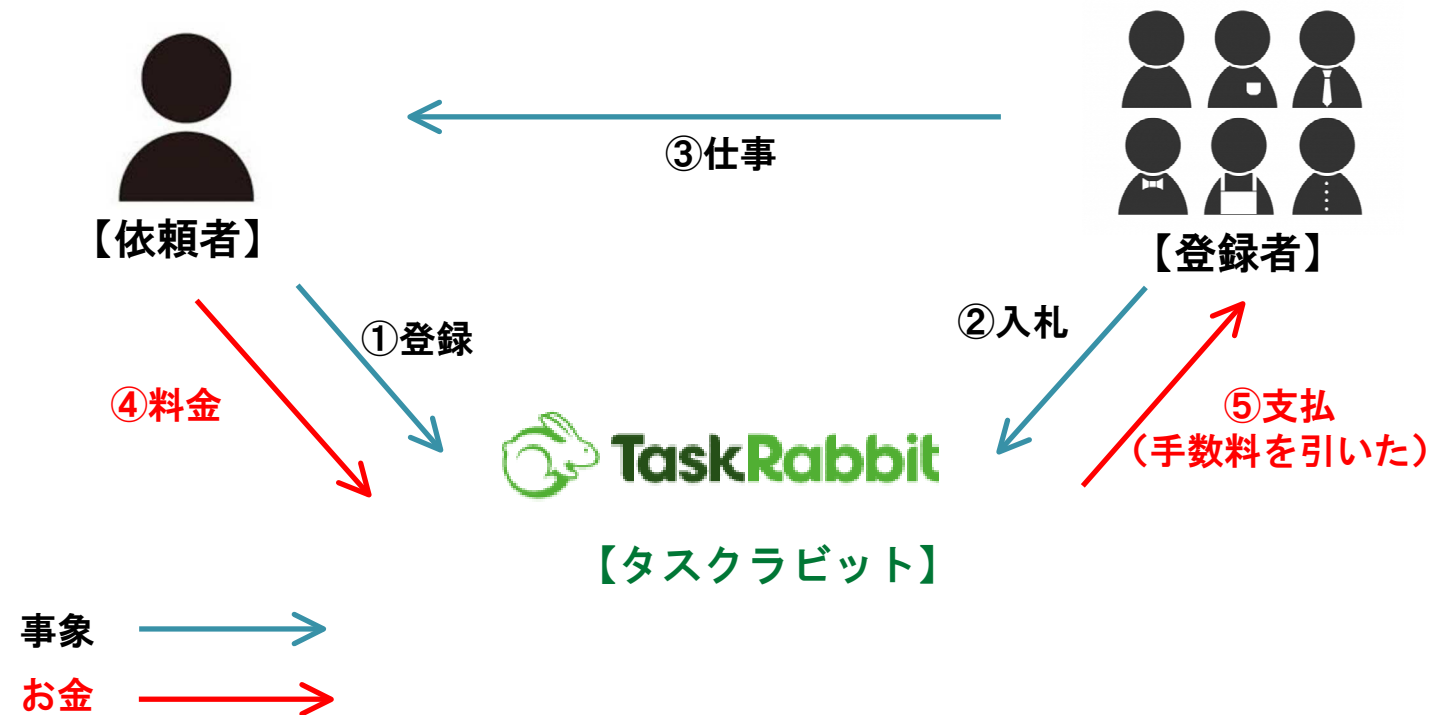 ③仕事
【依頼者】
【登録者】
①登録
②入札
④料金
⑤支払
（手数料を引いた）
TaskRabbit
【タスクラビット】
事象
お金